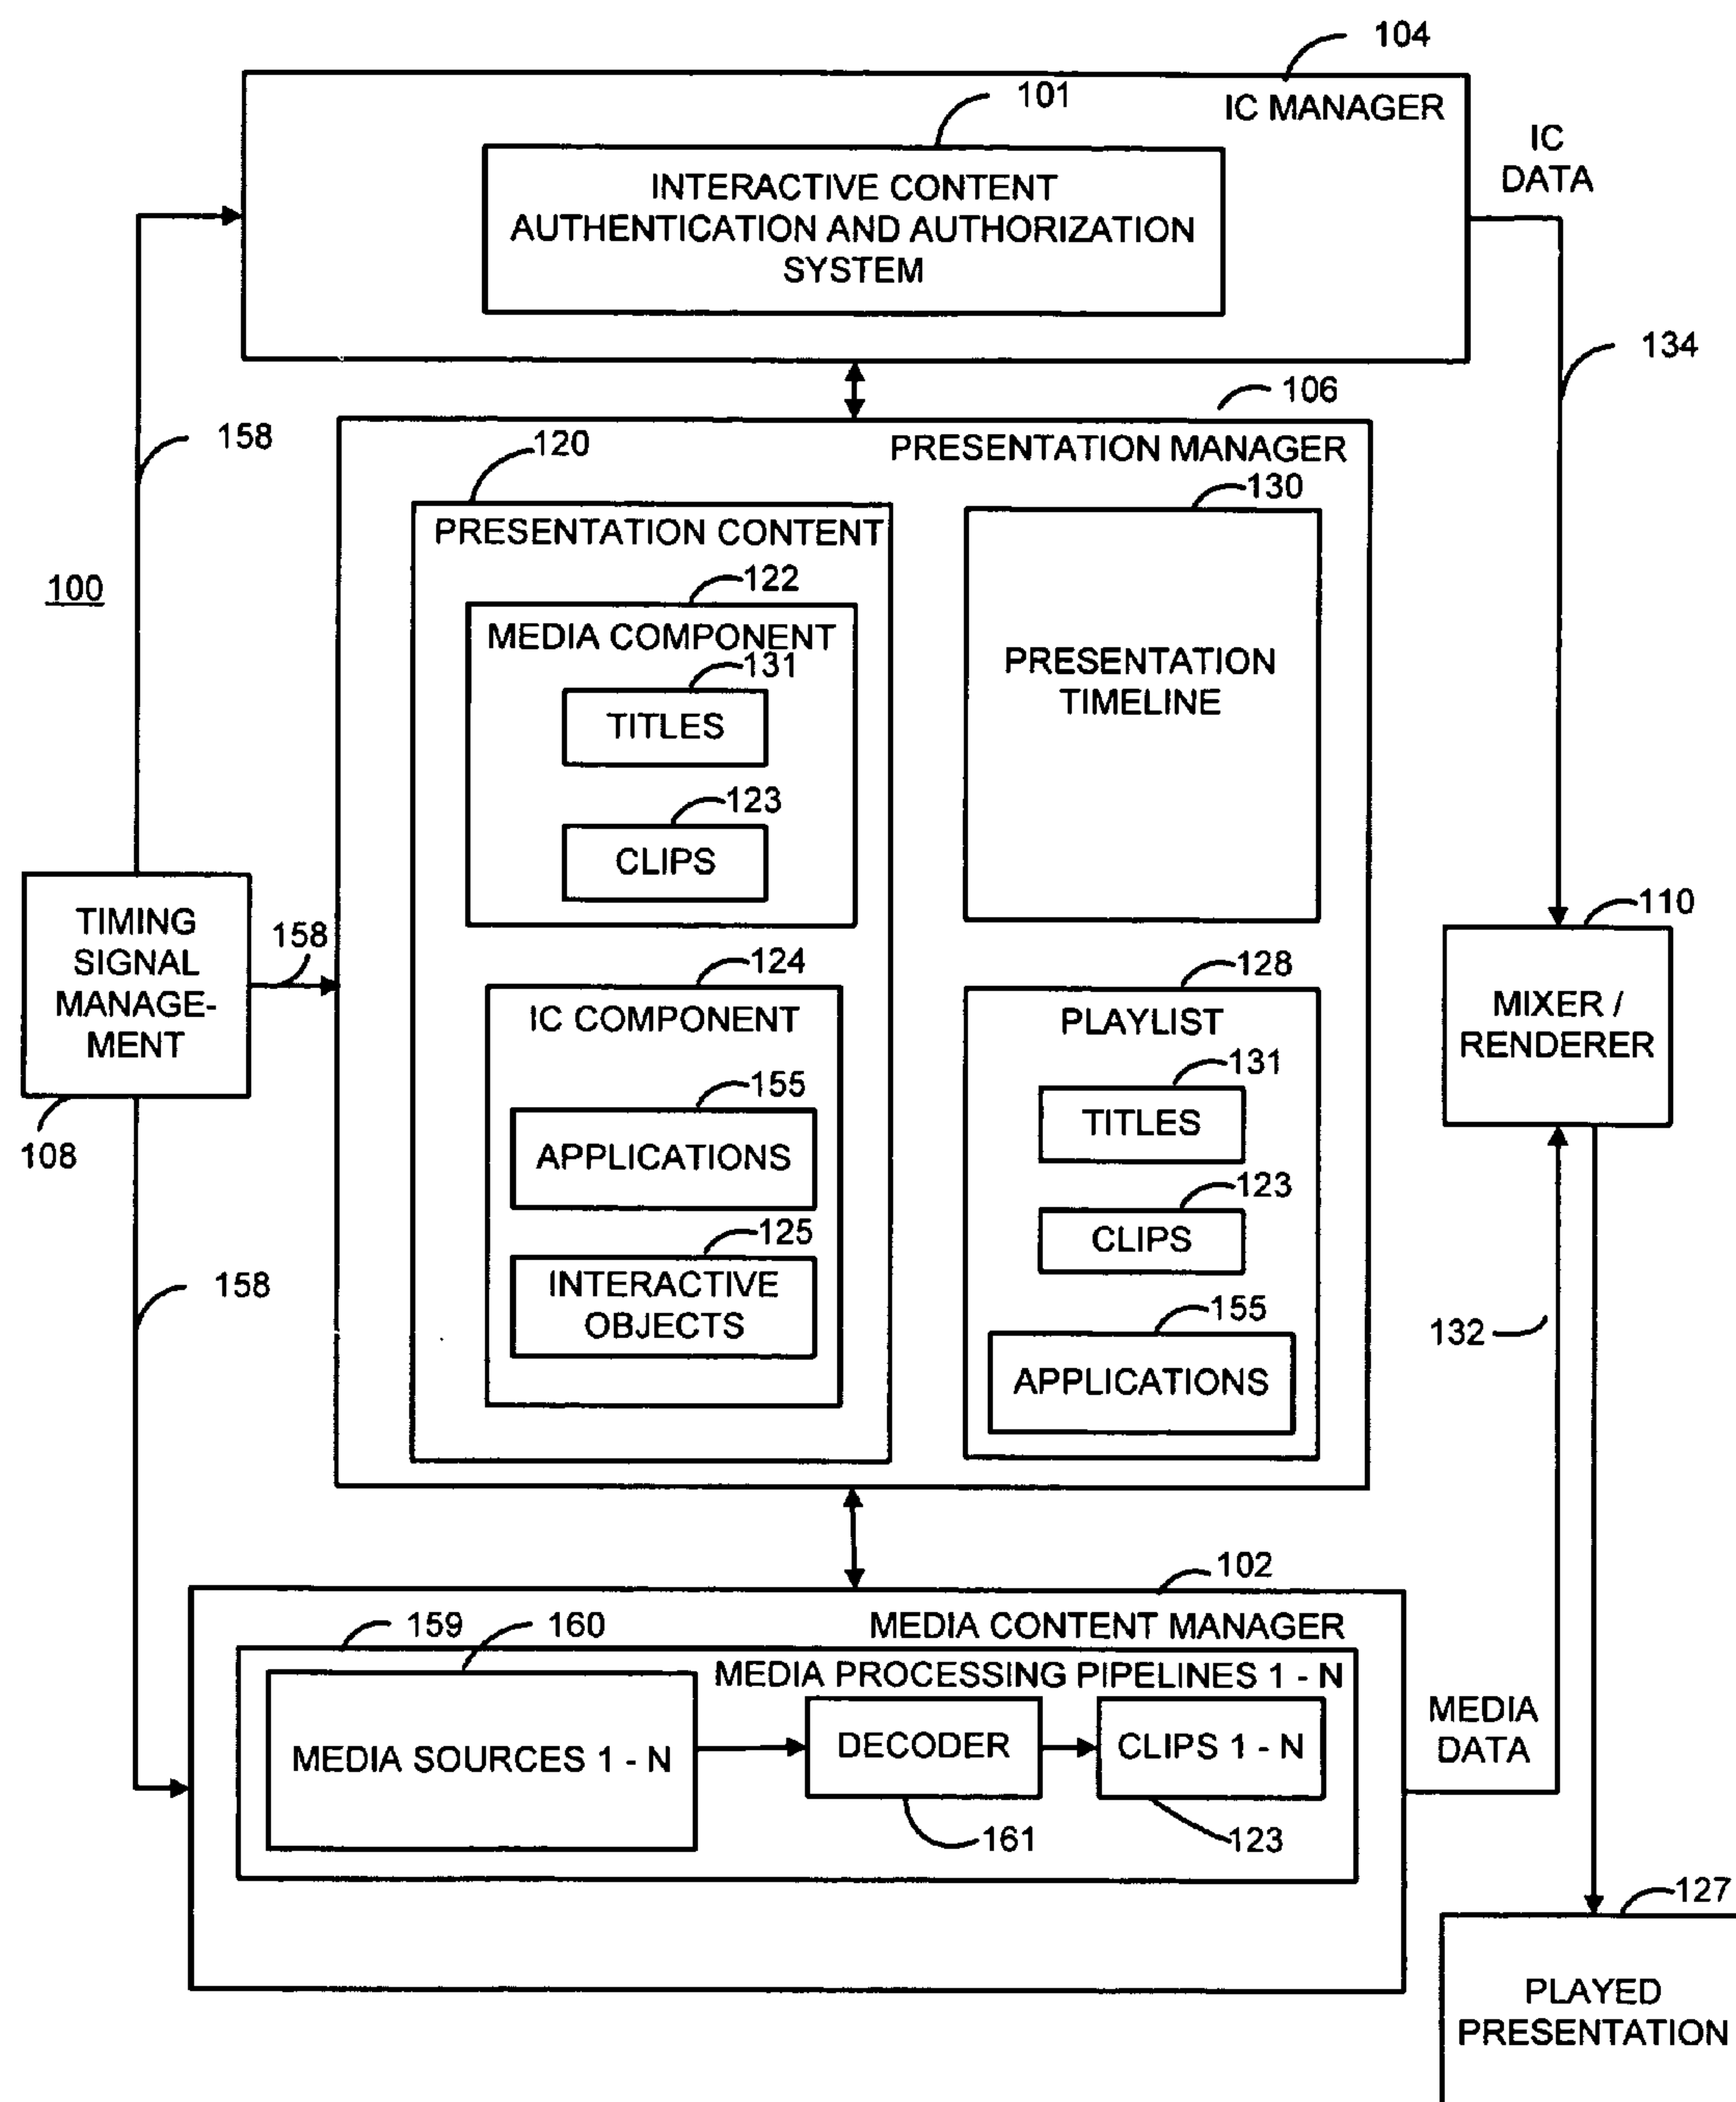 104
101
IC MANAGER
IC
DATA
INTERACTIVE CONTENT
AUTHENTICATION AND AUTHORIZATION
SYSTEM
134
106
158
120
PRESENTATION MANAGER
130
PRESENTATION CONTENT
100
122
MEDIA COMPONENT
131
TITLES
PRESENTATION
TIMELINE
123
CLIPS
110
TIMING
SIGNAL
MANAGE-
MENT
158
124
128
IC COMPONENT
PLAYLIST
MIXER /
RENDERER
131
TITLES
155
APPLICATIONS
108
123
CLIPS
125
INTERACTIVE
OBJECTS
158
155
132
APPLICATIONS
102
159
160
MEDIA CONTENT MANAGER
MEDIA PROCESSING PIPELINES 1 - N
MEDIA
DATA
MEDIA SOURCES 1 - N
DECODER
CLIPS 1 - N
161
123
127
PLAYED
PRESENTATION